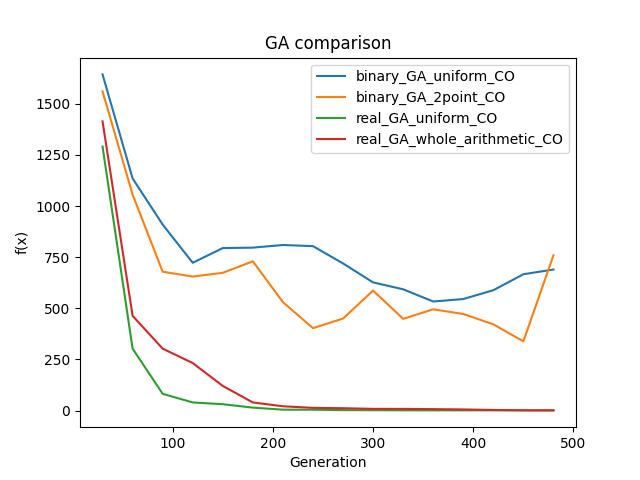 GA comparison
binary_GA_uniform_CO
binary_GA_2point_CO
real_GA_uniform_CO
real_GA_whole_arithmetic_CO
f(x)
1500
1250
1000
750
500
250
0
100 200 300 400 500
Generation